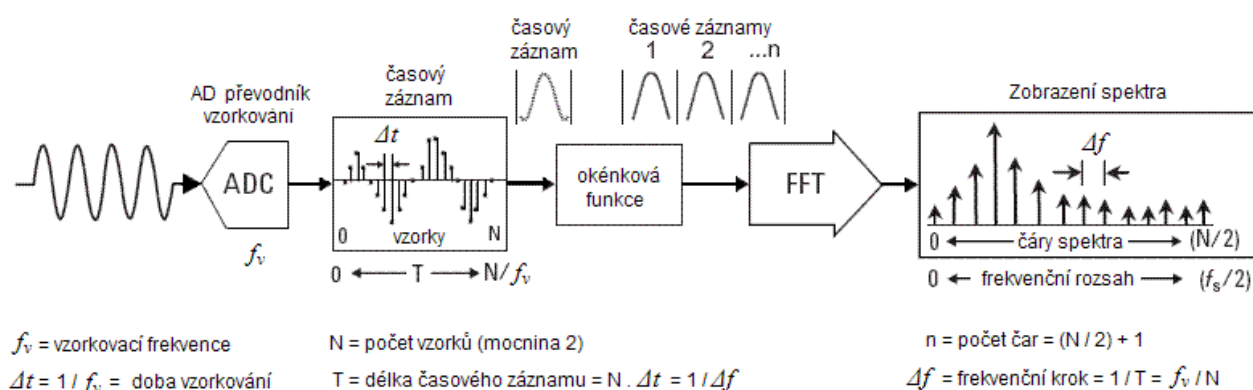 časový
záznam
časové záznamy
1 2 ...n
AD převodník
vzorkování
časový
záznam
Zobrazení spektra
Δt
Δf
ADC
okénková
funkce
FFT
0 vzorky N
0 čáry spektra (N/2)
f_v
0 T N/f_v
0 frekvenční rozsah (f_s/2)
f_v = vzorkovací frekvence
N = počet vzorků (mocnina 2)
n = počet čar = (N / 2) + 1
Δt = 1 / f_v = doba vzorkování
T = délka časového záznamu = N . Δt = 1/Δf
Δf = frekvenční krok = 1 / T = f_v / N